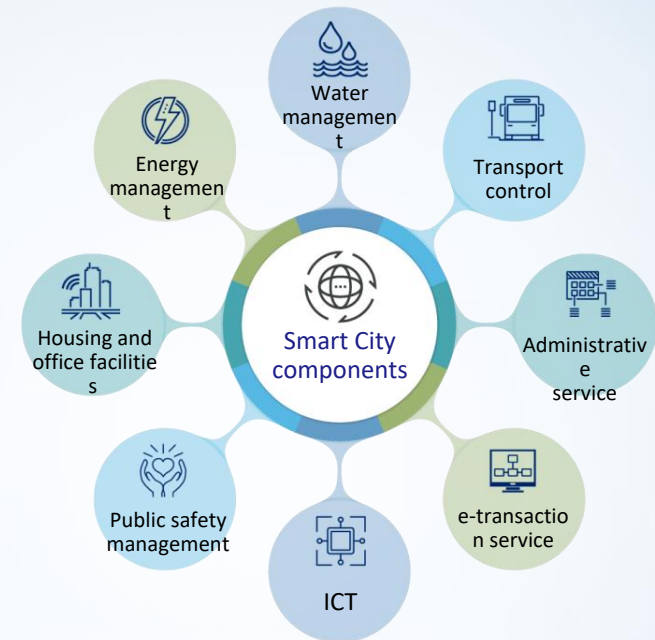 Water
managemen
t
Energy
managemen
t
Transport
control
Housing and
office facilitie
s
Smart City
components
Administrativ
e
service
Public safety
management
e-transactio
n service
ICT